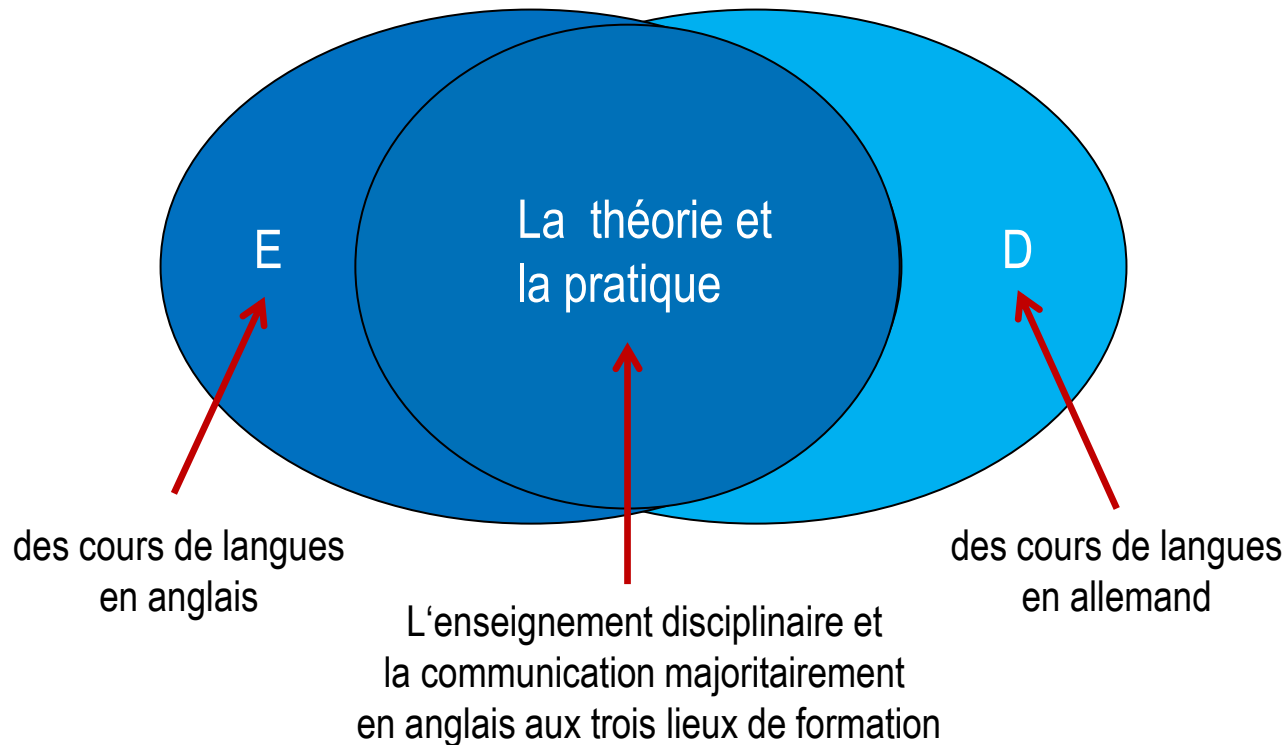 E
La  théorie et
la pratique
D
des cours de langues
en anglais
L‘enseignement disciplinaire et
la communication majoritairement
en anglais aux trois lieux de formation
des cours de langues
en allemand